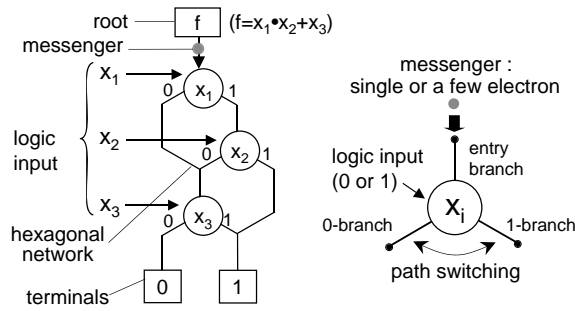 root
f
(f=x₁•x₂+x₃)
messenger
x₁
0
x₁
1
logic
input
x₂
0
x₂
1
x₃
0
x₃
1
hexagonal
network
terminals
0
1
messenger :
single or a few electron
logic input
(0 or 1)
entry
branch
xᵢ
0-branch
1-branch
path switching